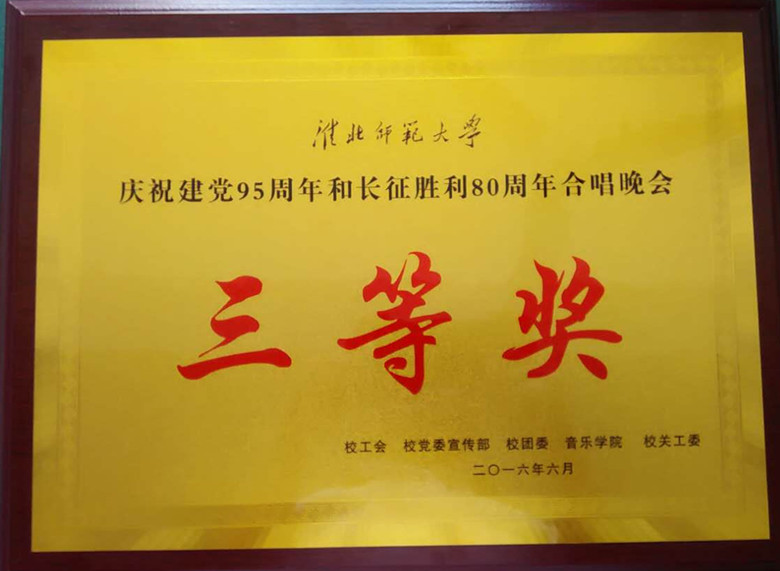 淮北师范大学
庆祝建党95周年和长征胜利80周年合唱晚会
三等奖
校工会 校党委宣传部 校团委 音乐学院 校关工委
二〇一六年六月